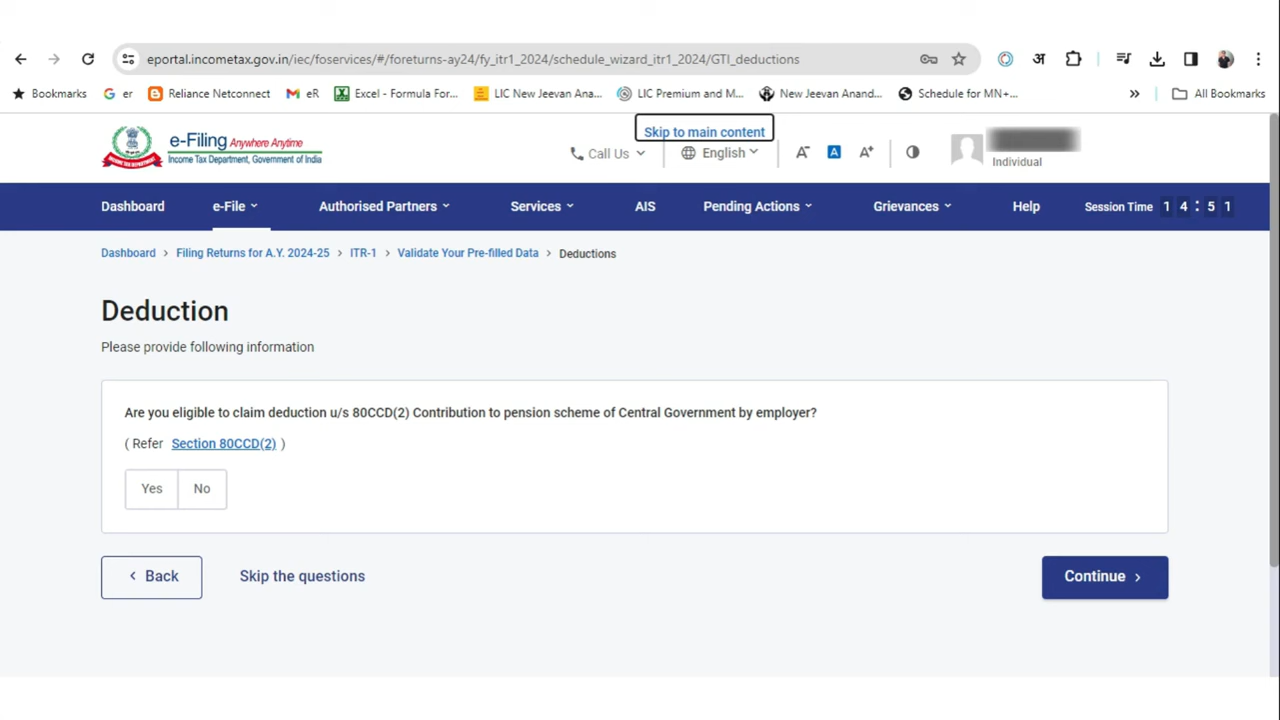 eportal.incometax.gov.in/iec/foservices/#/foreturns-ay24/fy_itr1_2024/schedule_wizard_itr1_2024/GTI_deductions
अ
Bookmarks er Reliance Netconnect eR Excel - Formula For... LIC New Jeevan Ana... LIC Premium and M... New Jeevan Anand... Schedule for MN+... » All Bookmarks
Skip to main content
e-Filing Anywhere Anytime
Income Tax Department, Government of India
Call Us English A- A A+
Individual
Dashboard e-File Authorised Partners Services AIS Pending Actions Grievances Help Session Time 1 4 : 5 1
Dashboard > Filing Returns for A.Y. 2024-25 > ITR-1 > Validate Your Pre-filled Data > Deductions
Deduction
Please provide following information
Are you eligible to claim deduction u/s 80CCD(2) Contribution to pension scheme of Central Government by employer?
( Refer Section 80CCD(2) )
Yes No
< Back Skip the questions Continue >